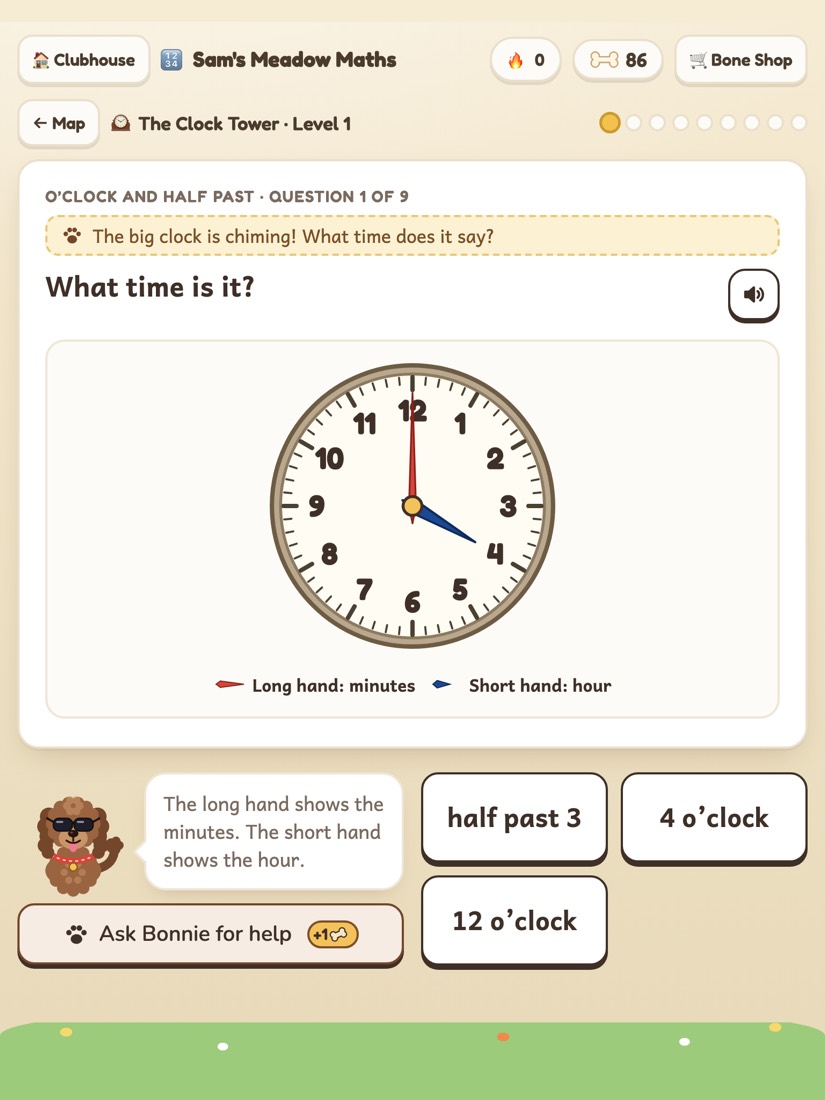 Clubhouse
Sam's Meadow Maths
0
86
Bone Shop
← Map
The Clock Tower · Level 1
O'CLOCK AND HALF PAST · QUESTION 1 OF 9
The big clock is chiming! What time does it say?
What time is it?
12
1
2
3
4
5
6
7
8
9
10
11
Long hand: minutes
Short hand: hour
The long hand shows the
minutes. The short hand
shows the hour.
Ask Bonnie for help
+1
half past 3
4 o'clock
12 o'clock